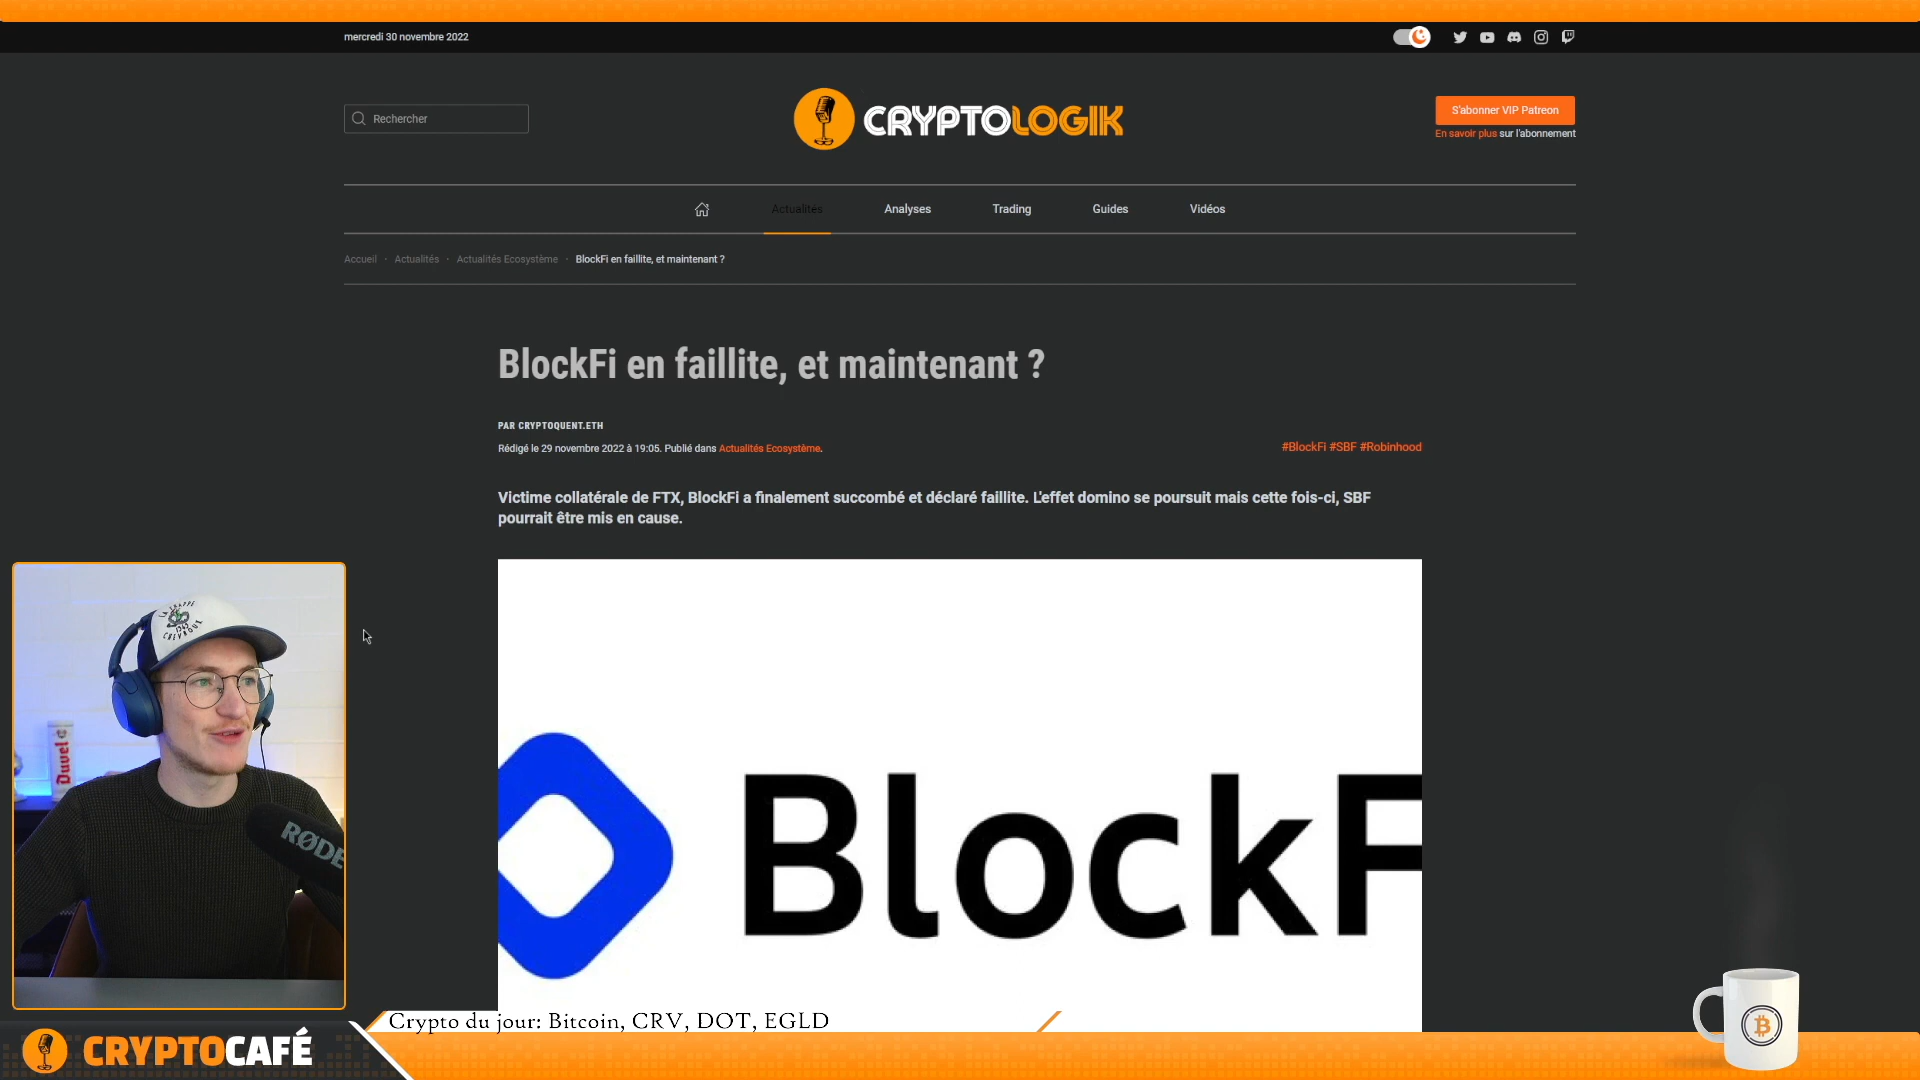 mercredi 30 novembre 2022
Rechercher
CRYPTOLOGIK
S'abonner VIP Patreon
En savoir plus sur l'abonnement
Actualités
Analyses
Trading
Guides
Vidéos
Accueil · Actualités · Actualités Ecosystème · BlockFi en faillite, et maintenant ?
BlockFi en faillite, et maintenant ?
PAR CRYPTOQUENT.ETH
Rédigé le 29 novembre 2022 à 19:05. Publié dans Actualités Ecosystème.
#BlockFi #SBF #Robinhood
Victime collatérale de FTX, BlockFi a finalement succombé et déclaré faillite. L'effet domino se poursuit mais cette fois-ci, SBF
pourrait être mis en cause.
BlockF
LA TRAPPE
CHEVROUX
Duvel
RØDE
Crypto du jour: Bitcoin, CRV, DOT, EGLD
CRYPTOCAFÉ